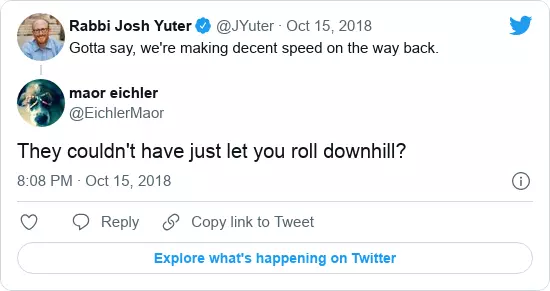 Rabbi Josh Yuter @JYuter · Oct 15, 2018
Gotta say, we're making decent speed on the way back.
maor eichler
@EichlerMaor
They couldn't have just let you roll downhill?
8:08 PM · Oct 15, 2018
Reply Copy link to Tweet
Explore what's happening on Twitter